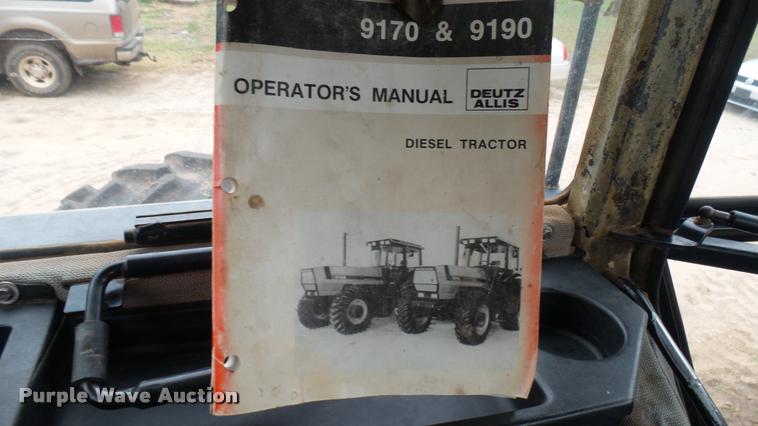 9170 & 9190
OPERATOR'S MANUAL
DEUTZ
ALLIS
DIESEL TRACTOR
Purple Wave Auction